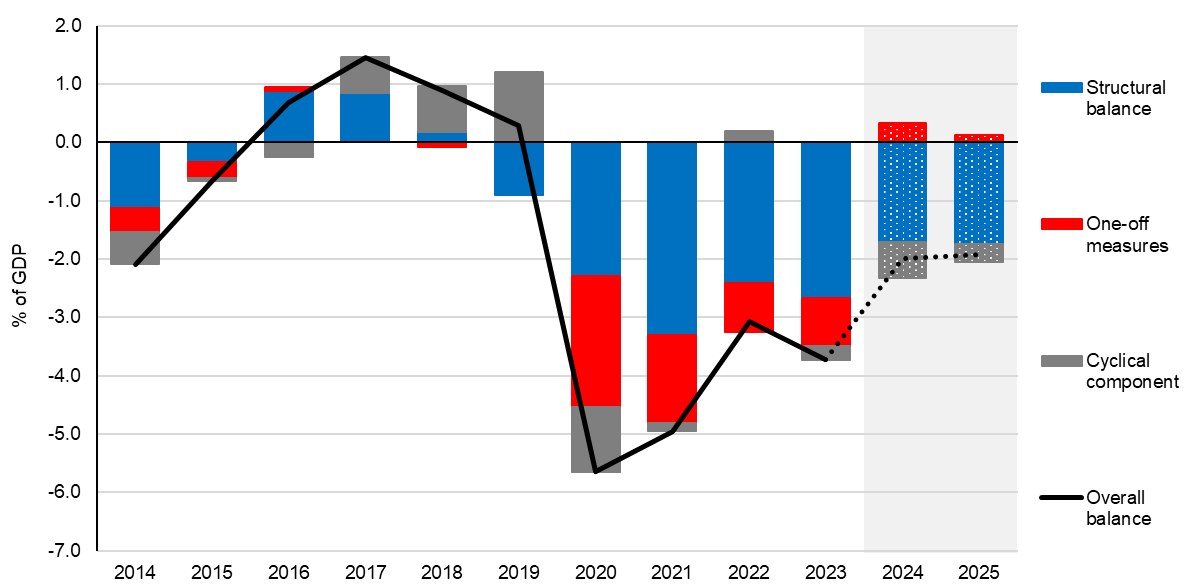 2.0
1.0
0.0
-1.0
-2.0
-3.0
-4.0
-5.0
-6.0
-7.0
% of GDP
2014 2015 2016 2017 2018 2019 2020 2021 2022 2023 2024 2025
Structural
balance
One-off
measures
Cyclical
component
Overall
balance